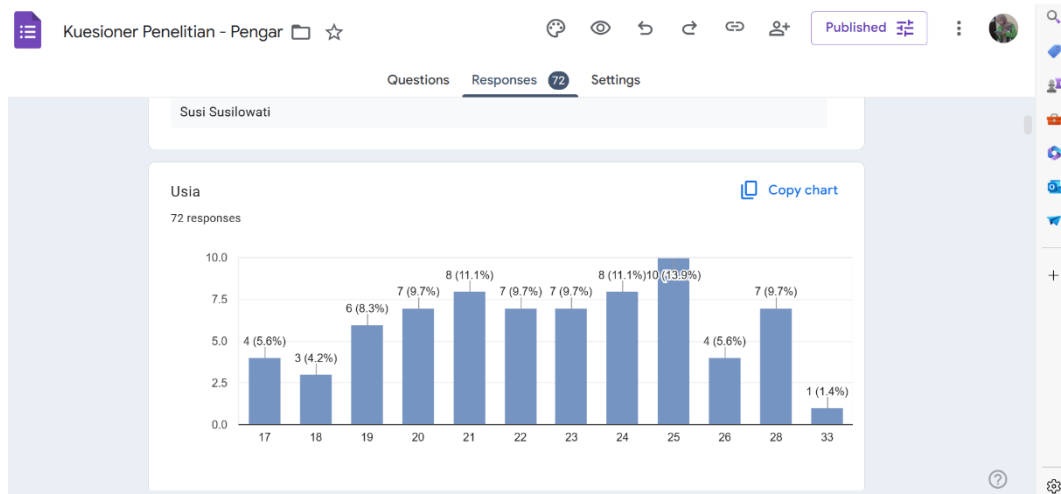 Kuesioner Penelitian - Pengar
Published
Questions Responses 72 Settings
Susi Susilowati
Usia
Copy chart
72 responses
10.0
7.5
5.0
2.5
0.0
4 (5.6%)
3 (4.2%)
6 (8.3%)
7 (9.7%)
8 (11.1%)
7 (9.7%)
7 (9.7%)
8 (11.1%)
10 (13.9%)
4 (5.6%)
7 (9.7%)
1 (1.4%)
17 18 19 20 21 22 23 24 25 26 28 33